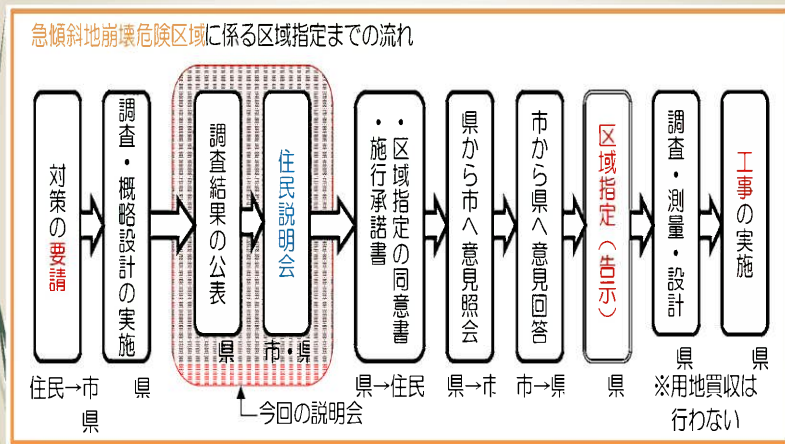 急傾斜地崩壊危険区域に係る区域指定までの流れ
対策の要請
調査・概略設計の実施
調査結果の公表
住民説明会
・区域指定の同意書
・施行承諾書
県から市へ意見照会
市から県へ意見回答
区域指定（告示）
調査・測量・設計
工事の実施
住民→市
県
県
県
市・県
県→住民
県→市
市→県
県
県
県
※用地買収は
行わない
今回の説明会